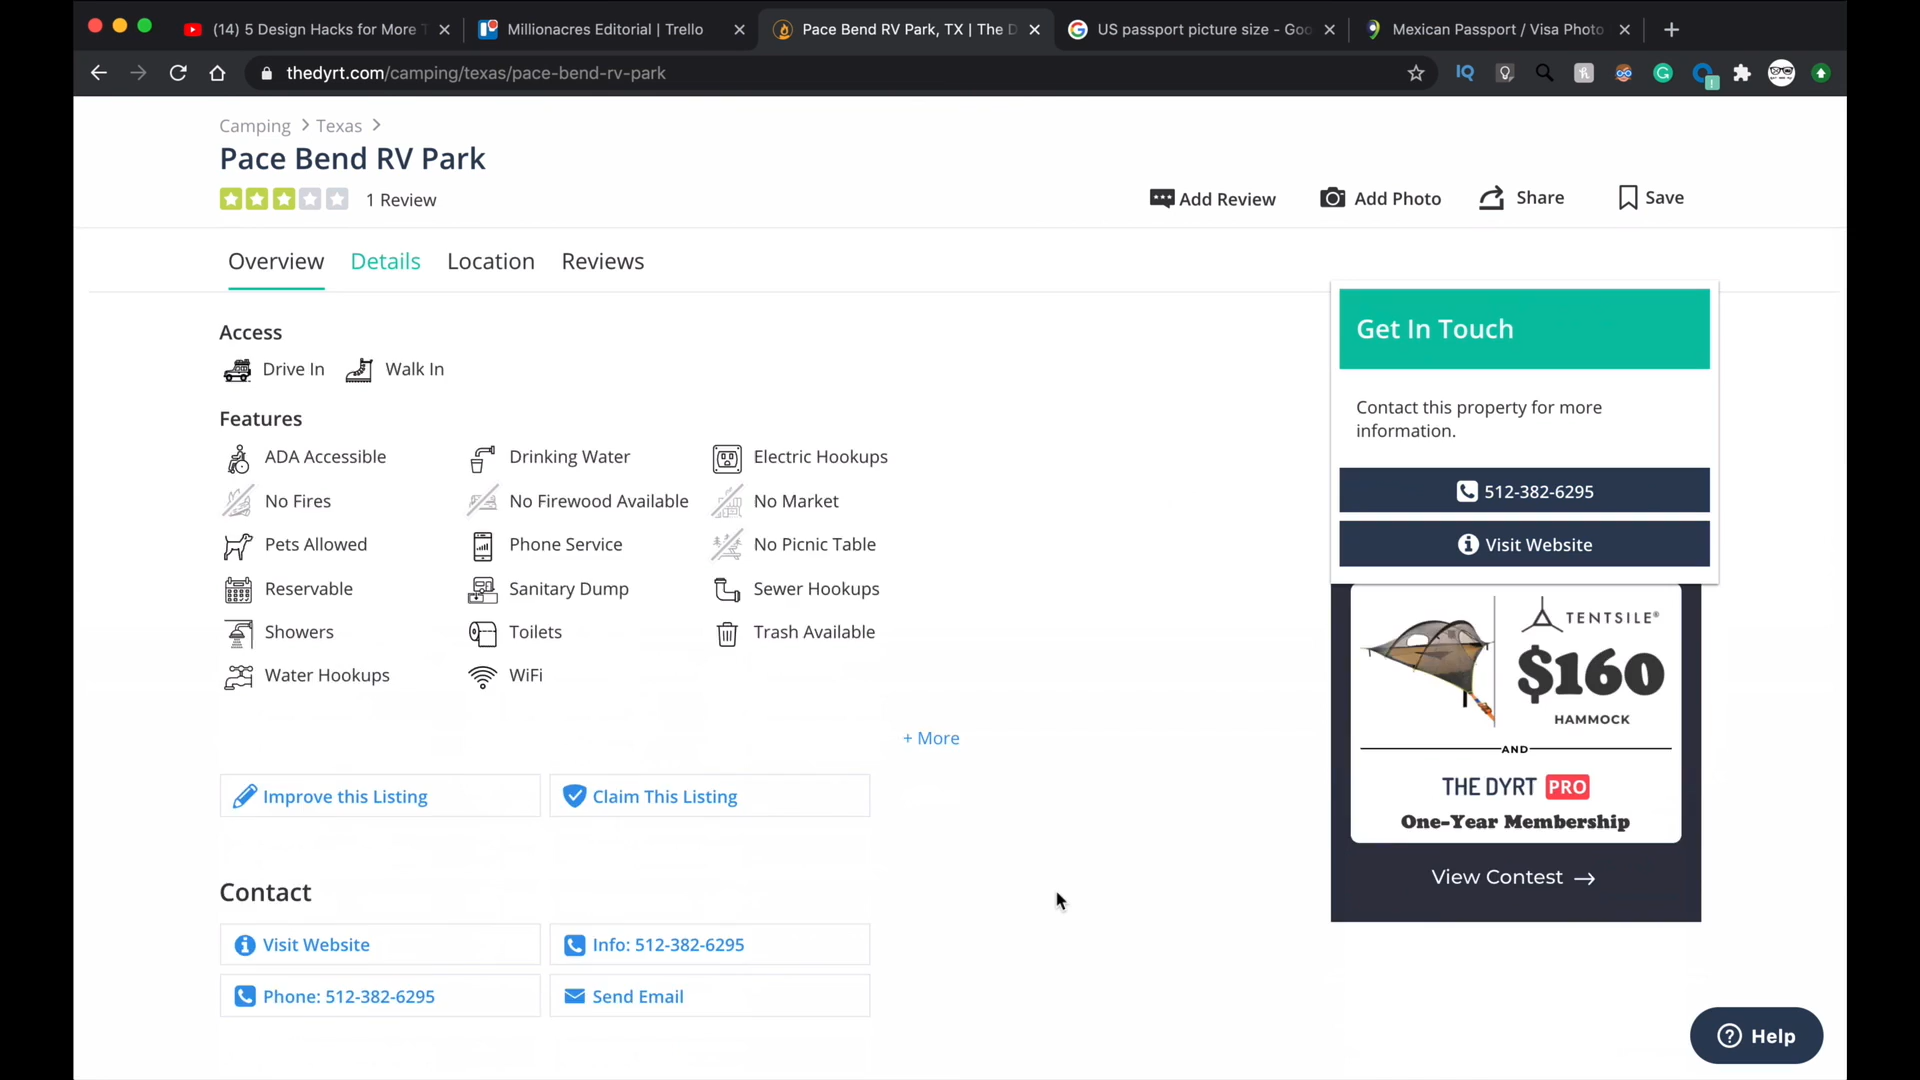 (14) 5 Design Hacks for More T
Millionacres Editorial | Trello
Pace Bend RV Park, TX | The D
US passport picture size - Goo
Mexican Passport / Visa Photo
thedyrt.com/camping/texas/pace-bend-rv-park
Camping > Texas >
Pace Bend RV Park
1 Review
Add Review
Add Photo
Share
Save
Overview
Details
Location
Reviews
Access
Drive In
Walk In
Features
ADA Accessible
Drinking Water
Electric Hookups
No Fires
No Firewood Available
No Market
Pets Allowed
Phone Service
No Picnic Table
Reservable
Sanitary Dump
Sewer Hookups
Showers
Toilets
Trash Available
Water Hookups
WiFi
+ More
Improve this Listing
Claim This Listing
Contact
Visit Website
Info: 512-382-6295
Phone: 512-382-6295
Send Email
Get In Touch
Contact this property for more
information.
512-382-6295
Visit Website
TENTSILE®
$160
HAMMOCK
AND
THE DYRT PRO
One-Year Membership
View Contest →
Help